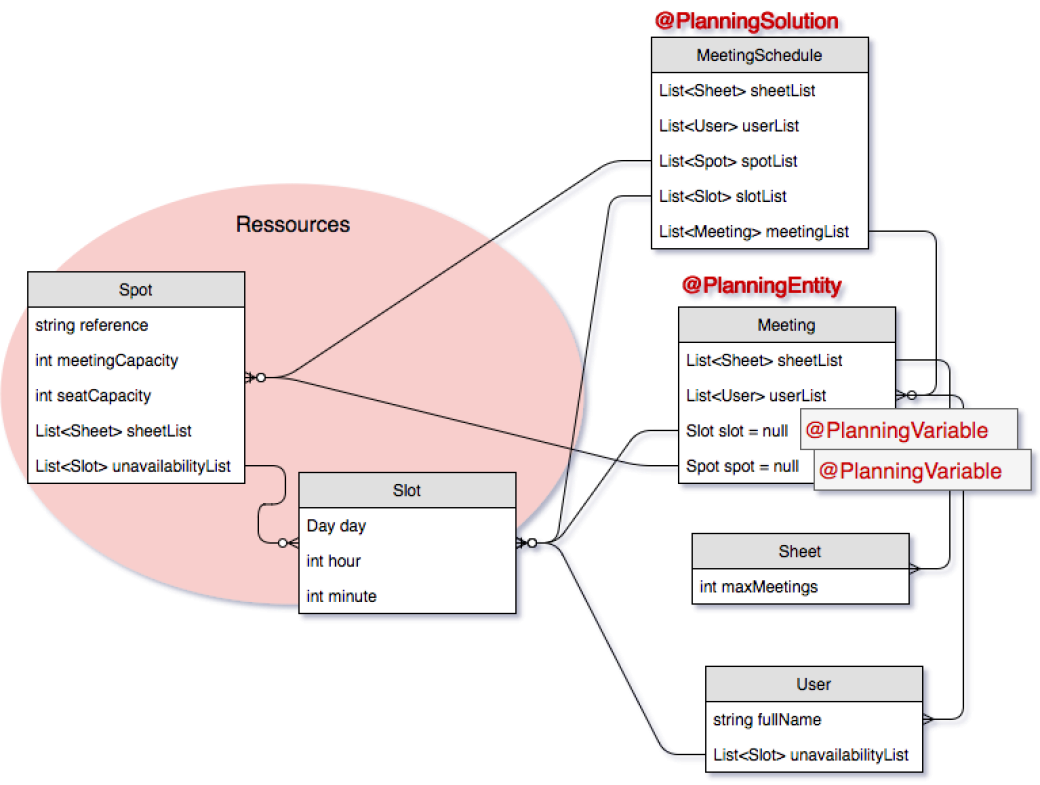 @PlanningSolution
MeetingSchedule
List<Sheet> sheetList
List<User> userList
List<Spot> spotList
List<Slot> slotList
List<Meeting> meetingList
Ressources
Spot
string reference
int meetingCapacity
int seatCapacity
List<Sheet> sheetList
List<Slot> unavailabilityList
@PlanningEntity
Meeting
List<Sheet> sheetList
List<User> userList
Slot slot = null
@PlanningVariable
Spot spot = null
@PlanningVariable
Slot
Day day
int hour
int minute
Sheet
int maxMeetings
User
string fullName
List<Slot> unavailabilityList